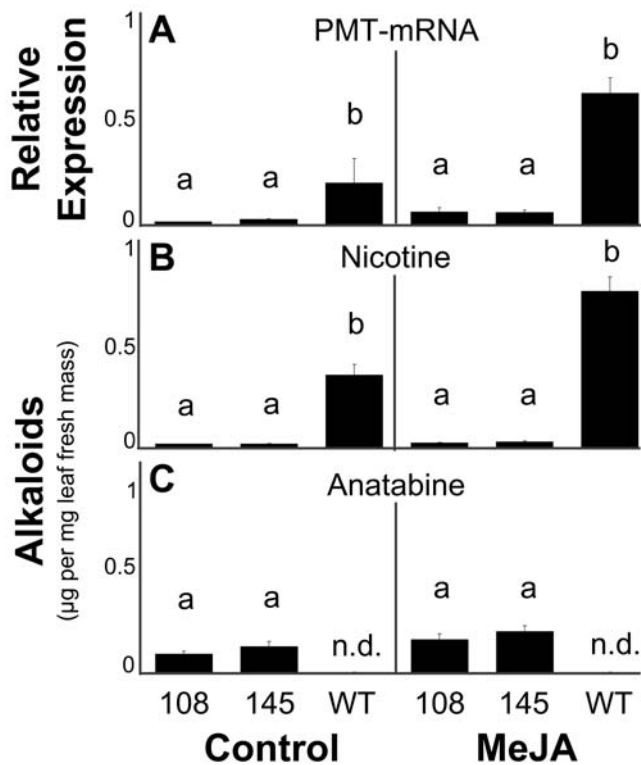 Relative
Expression
A
PMT-mRNA
1
0.5
0
a
a
b
a
a
b
B
Nicotine
1
0.5
0
a
a
b
a
a
b
Alkaloids
(μg per mg leaf fresh mass)
C
Anatabine
1
0.5
0
a
a
n.d.
a
a
n.d.
108 145 WT 108 145 WT
Control MeJA